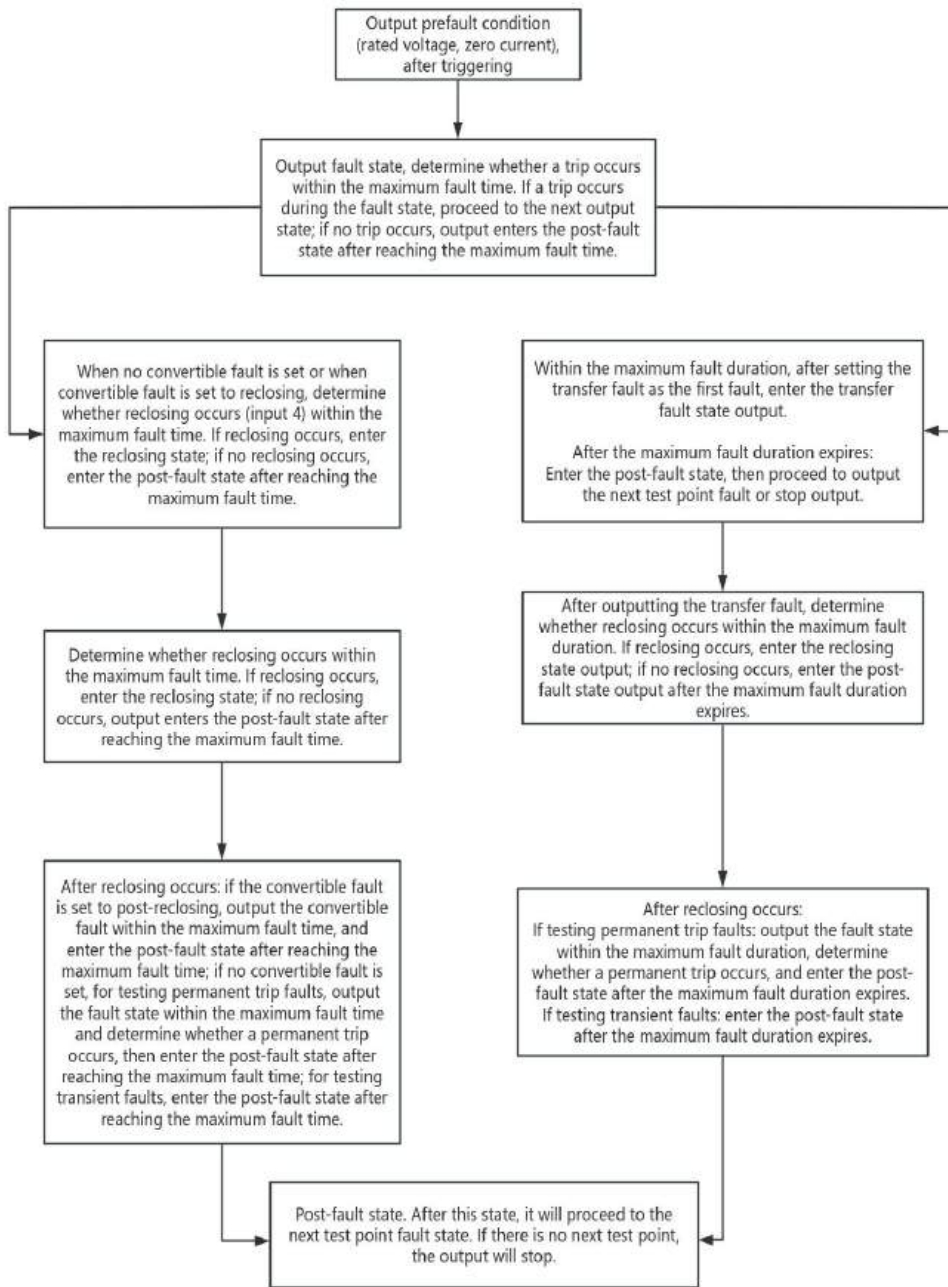 Output prefault condition
(rated voltage, zero current),
after triggering
Output fault state, determine whether a trip occurs
within the maximum fault time. If a trip occurs
during the fault state, proceed to the next output
state; if no trip occurs, output enters the post-fault
state after reaching the maximum fault time.
When no convertible fault is set or when
convertible fault is set to reclosing, determine
whether reclosing occurs (input 4) within the
maximum fault time. If reclosing occurs, enter
the reclosing state; if no reclosing occurs,
enter the post-fault state after reaching the
maximum fault time.
Determine whether reclosing occurs within
the maximum fault time. If reclosing occurs,
enter the reclosing state; if no reclosing
occurs, output enters the post-fault state after
reaching the maximum fault time.
After reclosing occurs: if the convertible fault
is set to post-reclosing, output the convertible
fault within the maximum fault time, and
enter the post-fault state after reaching the
maximum fault time; if no convertible fault is
set, for testing permanent trip faults, output
the fault state within the maximum fault time
and determine whether a permanent trip
occurs, then enter the post-fault state after
reaching the maximum fault time; for testing
transient faults, enter the post-fault state after
reaching the maximum fault time.
Within the maximum fault duration, after setting the
transfer fault as the first fault, enter the transfer
fault state output.
After the maximum fault duration expires:
Enter the post-fault state, then proceed to output
the next test point fault or stop output.
After outputting the transfer fault, determine
whether reclosing occurs within the maximum fault
duration. If reclosing occurs, enter the reclosing
state output; if no reclosing occurs, enter the post-
fault state output after the maximum fault duration
expires.
After reclosing occurs:
If testing permanent trip faults: output the fault state
within the maximum fault duration, determine
whether a permanent trip occurs, and enter the post-
fault state after the maximum fault duration expires.
If testing transient faults: enter the post-fault state
after the maximum fault duration expires.
Post-fault state. After this state, it will proceed to the
next test point fault state. If there is no next test point,
the output will stop.